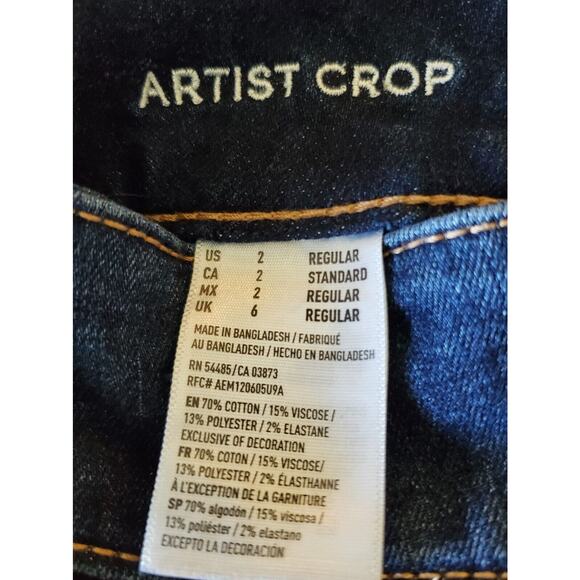 ARTIST CROP
US 2 REGULAR
CA 2 STANDARD
MX 2 REGULAR
UK 6 REGULAR
MADE IN BANGLADESH / FABRIQUÉ
AU BANGLADESH / HECHO EN BANGLADESH
RN 54485/CA 03873
RFC# AEM120605U9A
EN 70% COTTON / 15% VISCOSE /
13% POLYESTER / 2% ELASTANE
EXCLUSIVE OF DECORATION
FR 70% COTON / 15% VISCOSE/
13% POLYESTER / 2% ÉLASTHANNE
À L'EXCEPTION DE LA GARNITURE
SP 70% algodón / 15% viscosa /
13% poliéster / 2% elastano
EXCEPTO LA DECORACIÓN